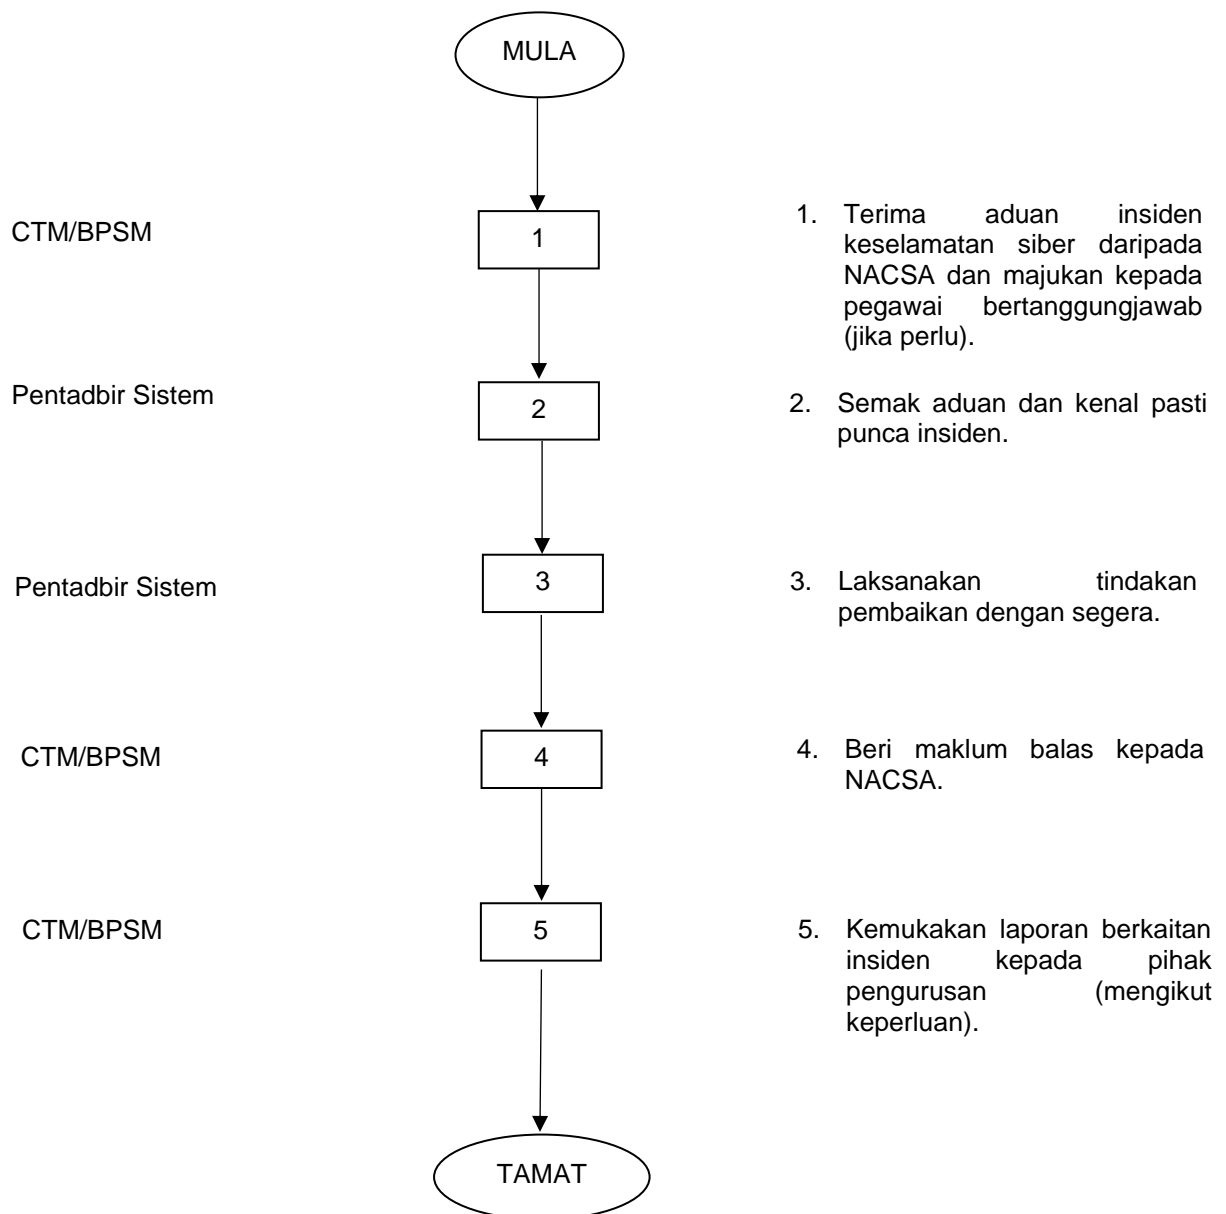 MULA
CTM/BPSM
1
1. Terima aduan insiden
keselamatan siber daripada
NACSA dan majukan kepada
pegawai bertanggungjawab
(jika perlu).
Pentadbir Sistem
2
2. Semak aduan dan kenal pasti
punca insiden.
Pentadbir Sistem
3
3. Laksanakan tindakan
pembaikan dengan segera.
CTM/BPSM
4
4. Beri maklum balas kepada
NACSA.
CTM/BPSM
5
5. Kemukakan laporan berkaitan
insiden kepada pihak
pengurusan (mengikut
keperluan).
TAMAT